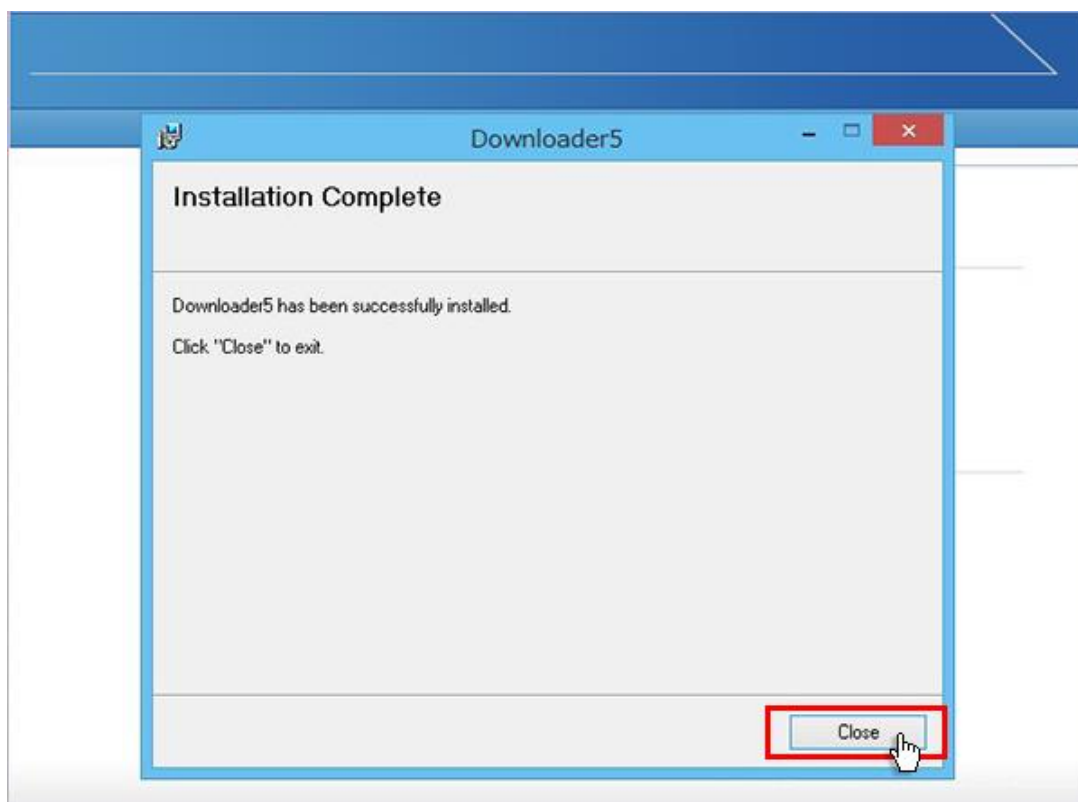 Downloader5
Installation Complete
Downloader5 has been successfully installed.
Click "Close" to exit.
Close